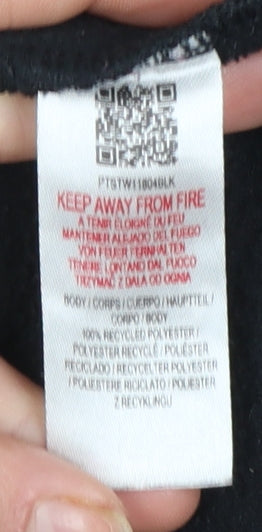 PTSTW11804BLK
KEEP AWAY FROM FIRE
A TENIR ÉLOIGNÉ DU FEU
MANTENER ALEJADO DEL FUEGO
VON FEUER FERNHALTEN
TENERE LONTANO DAL FUOCO
TRZYMAĆ Z DALA OD OGNIA
BODY / CORPS / CUERPO / HAUPTTEIL /
CORPO / BODY
100% RECYCLED POLYESTER /
POLYESTER RECYCLÉ / POLIÉSTER
RECICLADO / RECYCELTER POLYESTER
/ POLIESTERE RICICLATO / POLIESTER
Z RECYKLINGU